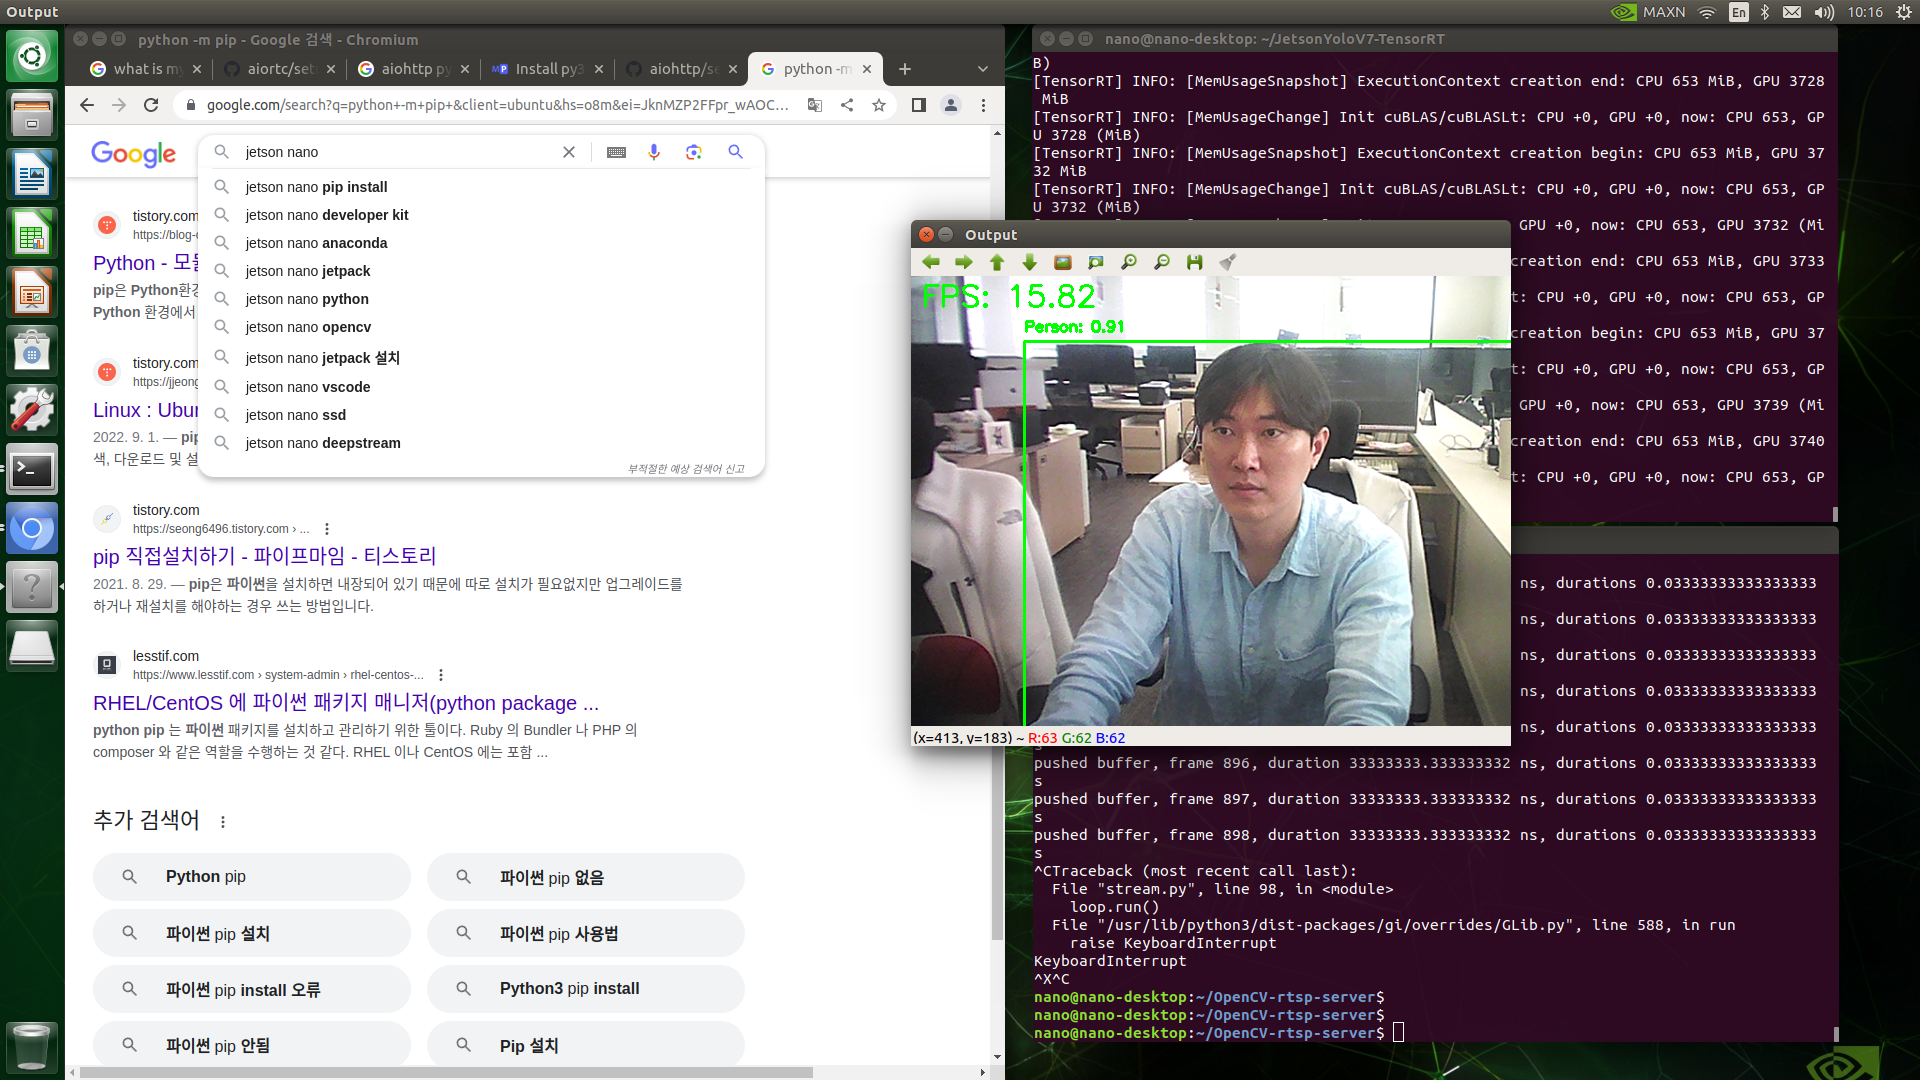 Output
MAXN
En
10:16
python -m pip - Google 검색 - Chromium
what is my
aiortc/set
aiohttp py
Install py3
aiohttp/se
python -m
google.com/search?q=python+-m+pip+&client=ubuntu&hs=o8m&ei=JknMZP2FFpr_wAOC...
Google
jetson nano
jetson nano pip install
jetson nano developer kit
jetson nano anaconda
jetson nano jetpack
jetson nano python
jetson nano opencv
jetson nano jetpack 설치
jetson nano vscode
jetson nano ssd
jetson nano deepstream
부적절한 예상 검색어 신고
tistory.com
https://blog-
Python - 모
pip은 Python환경
Python 환경에서
tistory.com
https://jjeong
Linux : Ubu
2022. 9. 1. — pip
색, 다운로드 및 설
tistory.com
https://seong6496.tistory.com › ...
pip 직접설치하기 - 파이프마임 - 티스토리
2021. 8. 29. — pip은 파이썬을 설치하면 내장되어 있기 때문에 따로 설치가 필요없지만 업그레이드를
하거나 재설치를 해야하는 경우 쓰는 방법입니다.
lesstif.com
https://www.lesstif.com › system-admin › rhel-centos-...
RHEL/CentOS 에 파이썬 패키지 매니저(python package ...
python pip 는 파이썬 패키지를 설치하고 관리하기 위한 툴이다. Ruby 의 Bundler 나 PHP 의
composer 와 같은 역할을 수행하는 것 같다. RHEL 이나 CentOS 에는 포함 ...
추가 검색어
Python pip
파이썬 pip 없음
파이썬 pip 설치
파이썬 pip 사용법
파이썬 pip install 오류
Python3 pip install
파이썬 pip 안됨
Pip 설치
nano@nano-desktop: ~/JetsonYoloV7-TensorRT
B)
[TensorRT] INFO: [MemUsageSnapshot] ExecutionContext creation end: CPU 653 MiB, GPU 3728
MiB
[TensorRT] INFO: [MemUsageChange] Init cuBLAS/cuBLASLt: CPU +0, GPU +0, now: CPU 653, GP
U 3728 (MiB)
[TensorRT] INFO: [MemUsageSnapshot] ExecutionContext creation begin: CPU 653 MiB, GPU 37
32 MiB
[TensorRT] INFO: [MemUsageChange] Init cuBLAS/cuBLASLt: CPU +0, GPU +0, now: CPU 653, GP
U 3732 (MiB)
GPU +0, now: CPU 653, GPU 3732 (Mi
creation end: CPU 653 MiB, GPU 3733
t: CPU +0, GPU +0, now: CPU 653, GP
creation begin: CPU 653 MiB, GPU 37
t: CPU +0, GPU +0, now: CPU 653, GP
GPU +0, now: CPU 653, GPU 3739 (Mi
creation end: CPU 653 MiB, GPU 3740
t: CPU +0, GPU +0, now: CPU 653, GP
Output
FPS: 15.82
Person: 0.91
(x=413, y=183) ~ R:63 G:62 B:62
ns, durations 0.03333333333333333
ns, durations 0.03333333333333333
ns, durations 0.03333333333333333
ns, durations 0.03333333333333333
ns, durations 0.03333333333333333
s
pushed buffer, frame 896, duration 33333333.333333332 ns, durations 0.03333333333333333
s
pushed buffer, frame 897, duration 33333333.333333332 ns, durations 0.03333333333333333
s
pushed buffer, frame 898, duration 33333333.333333332 ns, durations 0.03333333333333333
s
^CTraceback (most recent call last):
File "stream.py", line 98, in <module>
loop.run()
File "/usr/lib/python3/dist-packages/gi/overrides/GLib.py", line 588, in run
raise KeyboardInterrupt
KeyboardInterrupt
^X^C
nano@nano-desktop:~/OpenCV-rtsp-server$
nano@nano-desktop:~/OpenCV-rtsp-server$
nano@nano-desktop:~/OpenCV-rtsp-server$